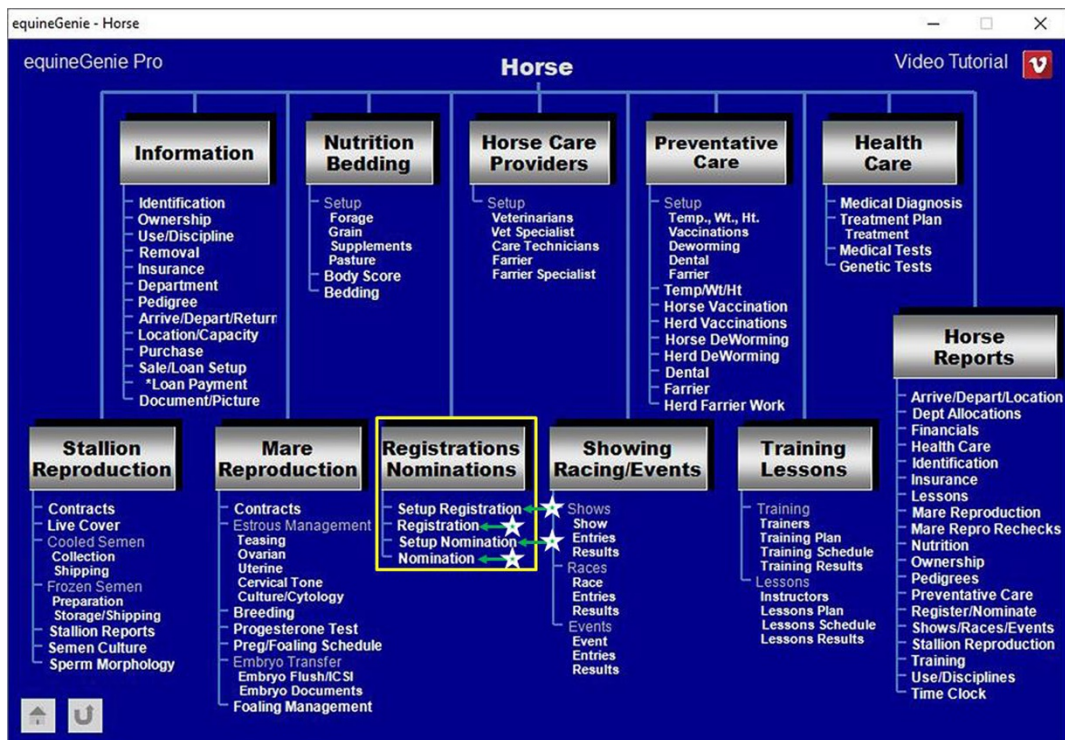 equineGenie - Horse
equineGenie Pro
Horse
Video Tutorial
Information
Identification
Ownership
Use/Discipline
Removal
Insurance
Department
Pedigree
Arrive/Depart/Return
Location/Capacity
Purchase
Sale/Loan Setup
*Loan Payment
Document/Picture
Nutrition
Bedding
Setup
Forage
Grain
Supplements
Pasture
Body Score
Bedding
Horse Care
Providers
Setup
Veterinarians
Vet Specialist
Care Technicians
Farrier
Farrier Specialist
Preventative
Care
Setup
Temp., Wt., Ht.
Vaccinations
Deworming
Dental
Farrier
Temp/Wt/Ht
Horse Vaccination
Herd Vaccinations
Horse DeWorming
Herd DeWorming
Dental
Farrier
Herd Farrier Work
Health
Care
Medical Diagnosis
Treatment Plan
Treatment
Medical Tests
Genetic Tests
Stallion
Reproduction
Contracts
Live Cover
Cooled Semen
Collection
Shipping
Frozen Semen
Preparation
Storage/Shipping
Stallion Reports
Semen Culture
Sperm Morphology
Mare
Reproduction
Contracts
Estrous Management
Teasing
Ovarian
Uterine
Cervical Tone
Culture/Cytology
Breeding
Progesterone Test
Preg/Foaling Schedule
Embryo Transfer
Embryo Flush/ICSI
Embryo Documents
Foaling Management
Registrations
Nominations
Setup Registration
Registration
Setup Nomination
Nomination
Showing
Racing/Events
Shows
Show
Entries
Results
Races
Race
Entries
Results
Events
Event
Entries
Results
Training
Lessons
Training
Trainers
Training Plan
Training Schedule
Training Results
Lessons
Instructors
Lessons Plan
Lessons Schedule
Lessons Results
Horse
Reports
Arrive/Depart/Location
Dept Allocations
Financials
Health Care
Identification
Insurance
Lessons
Mare Reproduction
Mare Repro Rechecks
Nutrition
Ownership
Pedigrees
Preventative Care
Register/Nominate
Shows/Races/Events
Stallion Reproduction
Training
Use/Disciplines
Time Clock